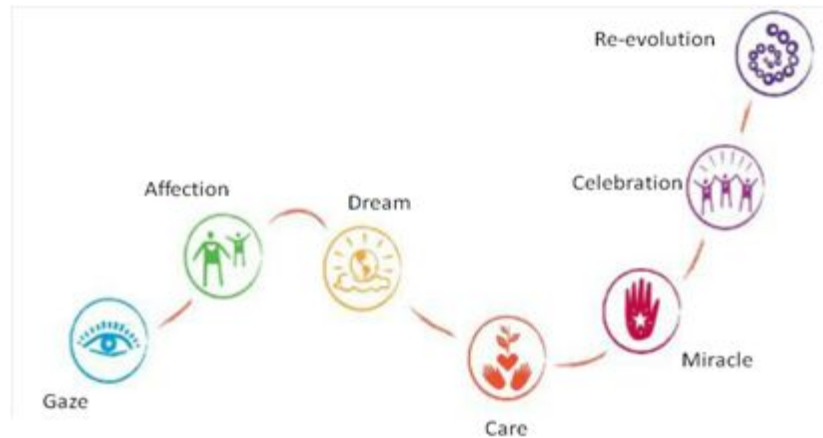 Gaze
Affection
Dream
Care
Miracle
Celebration
Re-evolution